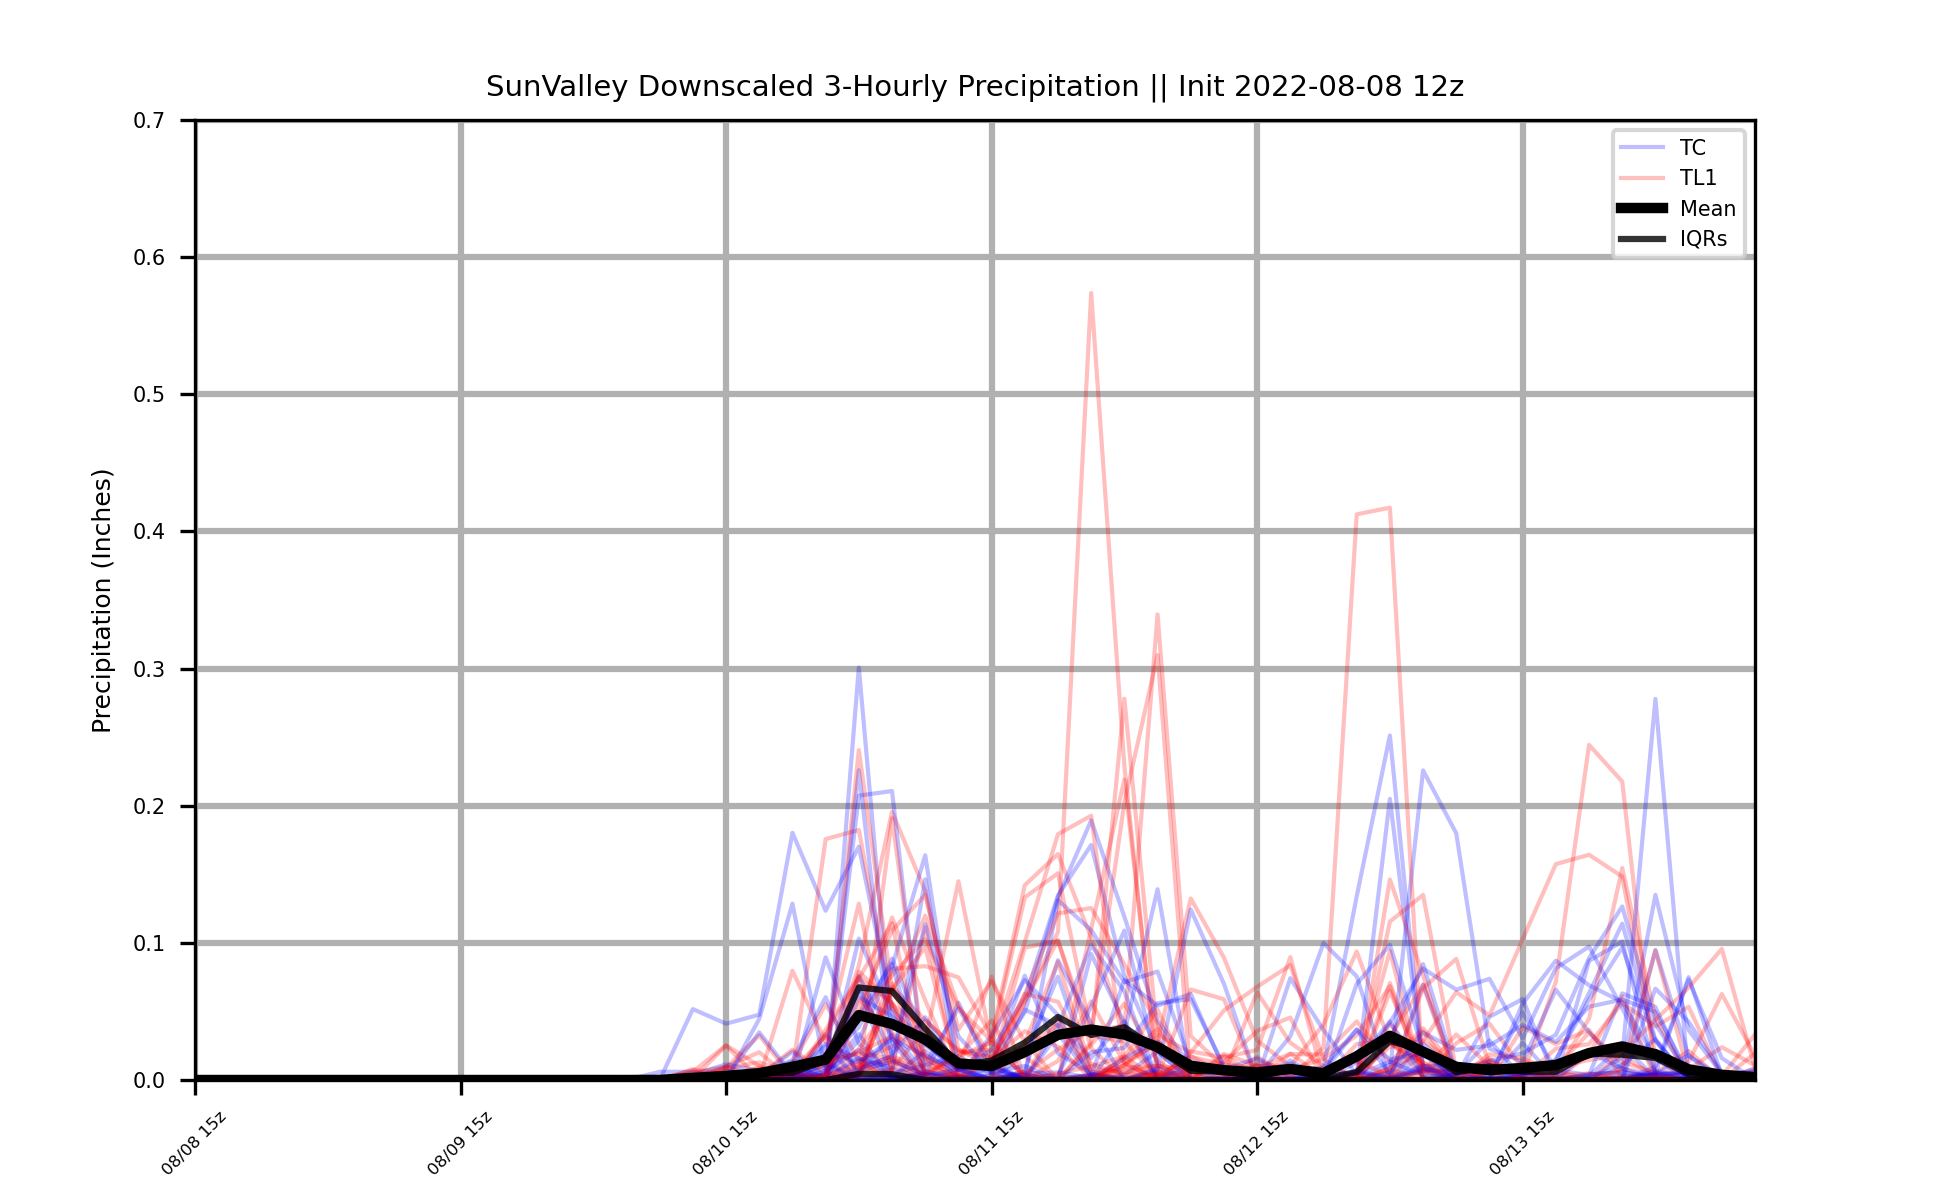 SunValley Downscaled 3-Hourly Precipitation || Init 2022-08-08 12z
0.7
0.6
0.5
0.4
0.3
0.2
0.1
0.0
Precipitation (Inches)
TC
TL1
Mean
IQRs
08/08 15z
08/09 15z
08/10 15z
08/11 15z
08/12 15z
08/13 15z